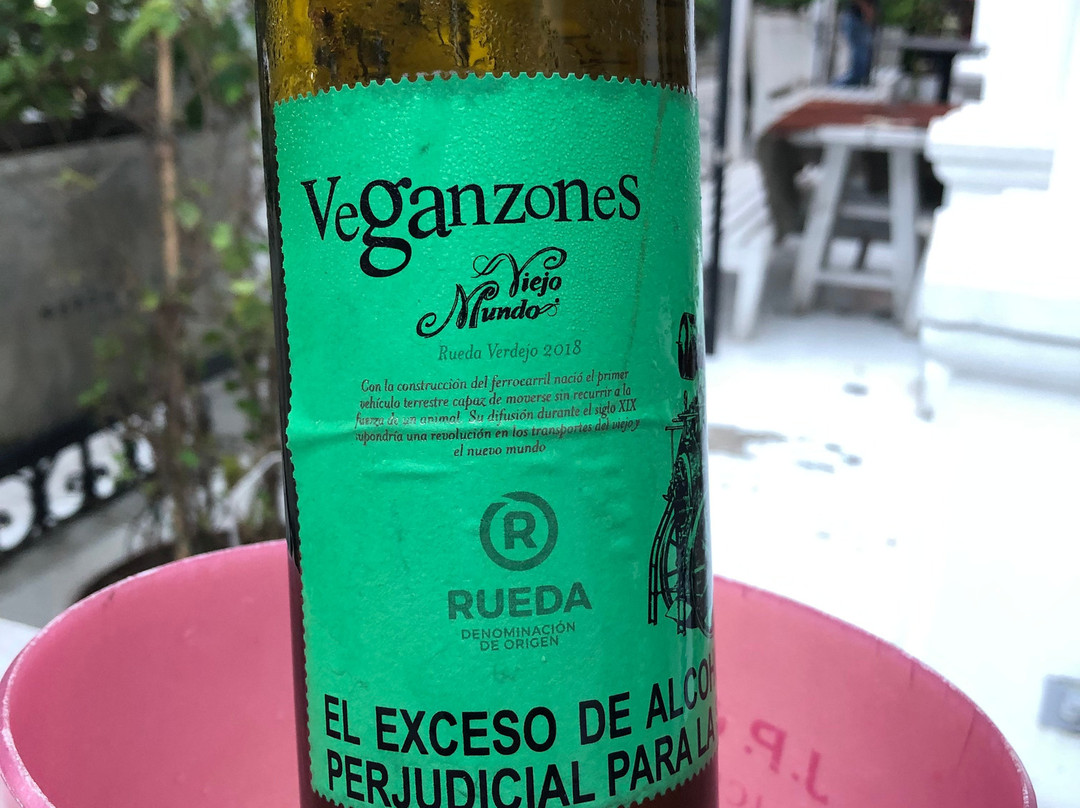 Veganzones
Viejo
Mundo
Rueda Verdejo 2018
Con la construcción del ferrocarril nació el primer
vehículo terrestre capaz de moverse sin recurrir a la
fuerza de un animal. Su difusión durante el siglo XIX
supondría una revolución en los transportes del viejo y
el nuevo mundo
R
RUEDA
DENOMINACIÓN
DE ORIGEN
EL EXCESO DE ALCOH
PERJUDICIAL PARA LA
J.P.